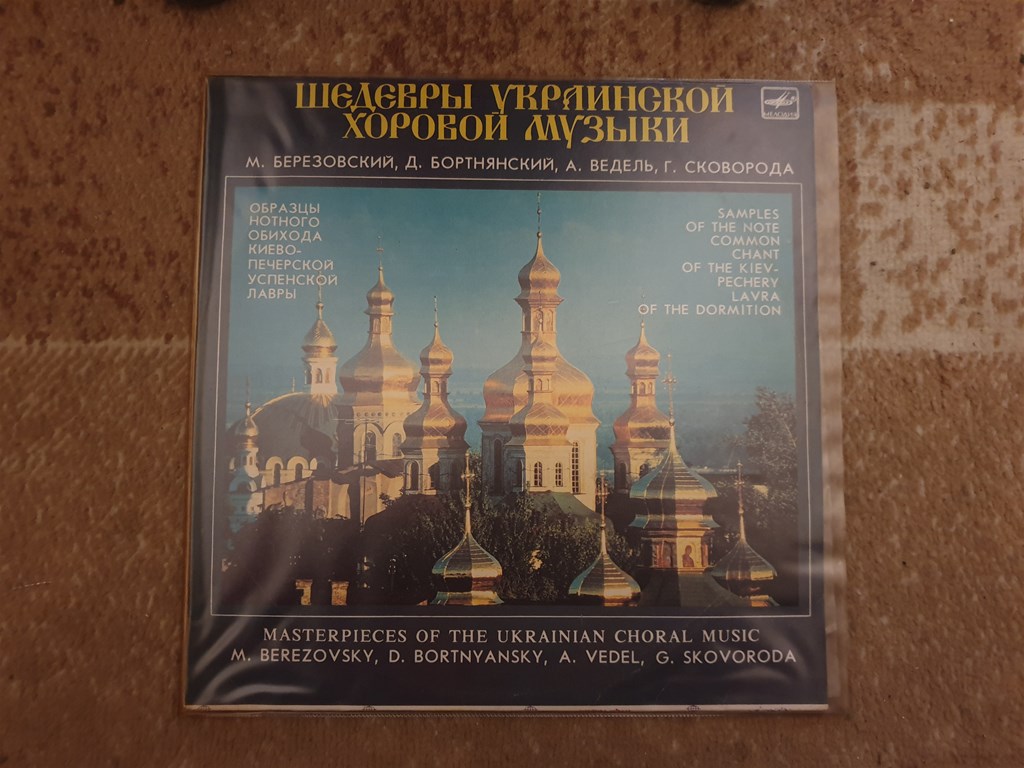 ШЕДЕВРЫ УКРАИНСКОЙ
ХОРОВОЙ МУЗЫКИ
МЕЛОДИЯ
М. БЕРЕЗОВСКИЙ, Д. БОРТНЯНСКИЙ, А. ВЕДЕЛЬ, Г. СКОВОРОДА
ОБРАЗЦЫ
НОТНОГО
ОБИХОДА
КИЕВО-
ПЕЧЕРСКОЙ
УСПЕНСКОЙ
ЛАВРЫ
SAMPLES
OF THE NOTE
COMMON
CHANT
OF THE KIEV-
PECHERY
LAVRA
OF THE DORMITION
MASTERPIECES OF THE UKRAINIAN CHORAL MUSIC
M. BEREZOVSKY, D. BORTNYANSKY, A. VEDEL, G. SKOVORODA